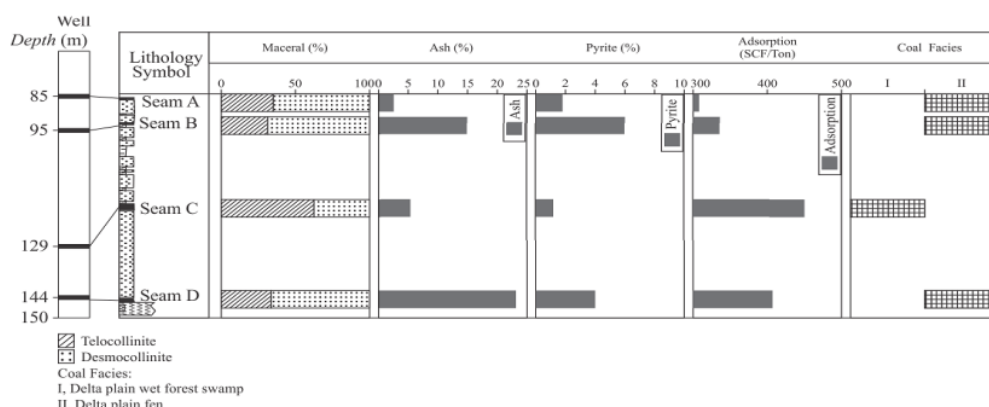 Well
Depth (m)
Lithology
Symbol
Maceral (%)
Ash (%)
Pyrite (%)
Adsorption
(SCF/Ton)
Coal Facies
0 50 100
0 5 10 15 20 25
0 2 4 6 8 10
300 400 500
I II
85
Seam A
95
Seam B
Seam C
129
144
Seam D
150
Ash
Pyrite
Adsorption
Telocollinite
Desmocollinite
Coal Facies:
I, Delta plain wet forest swamp
II, Delta plain fen